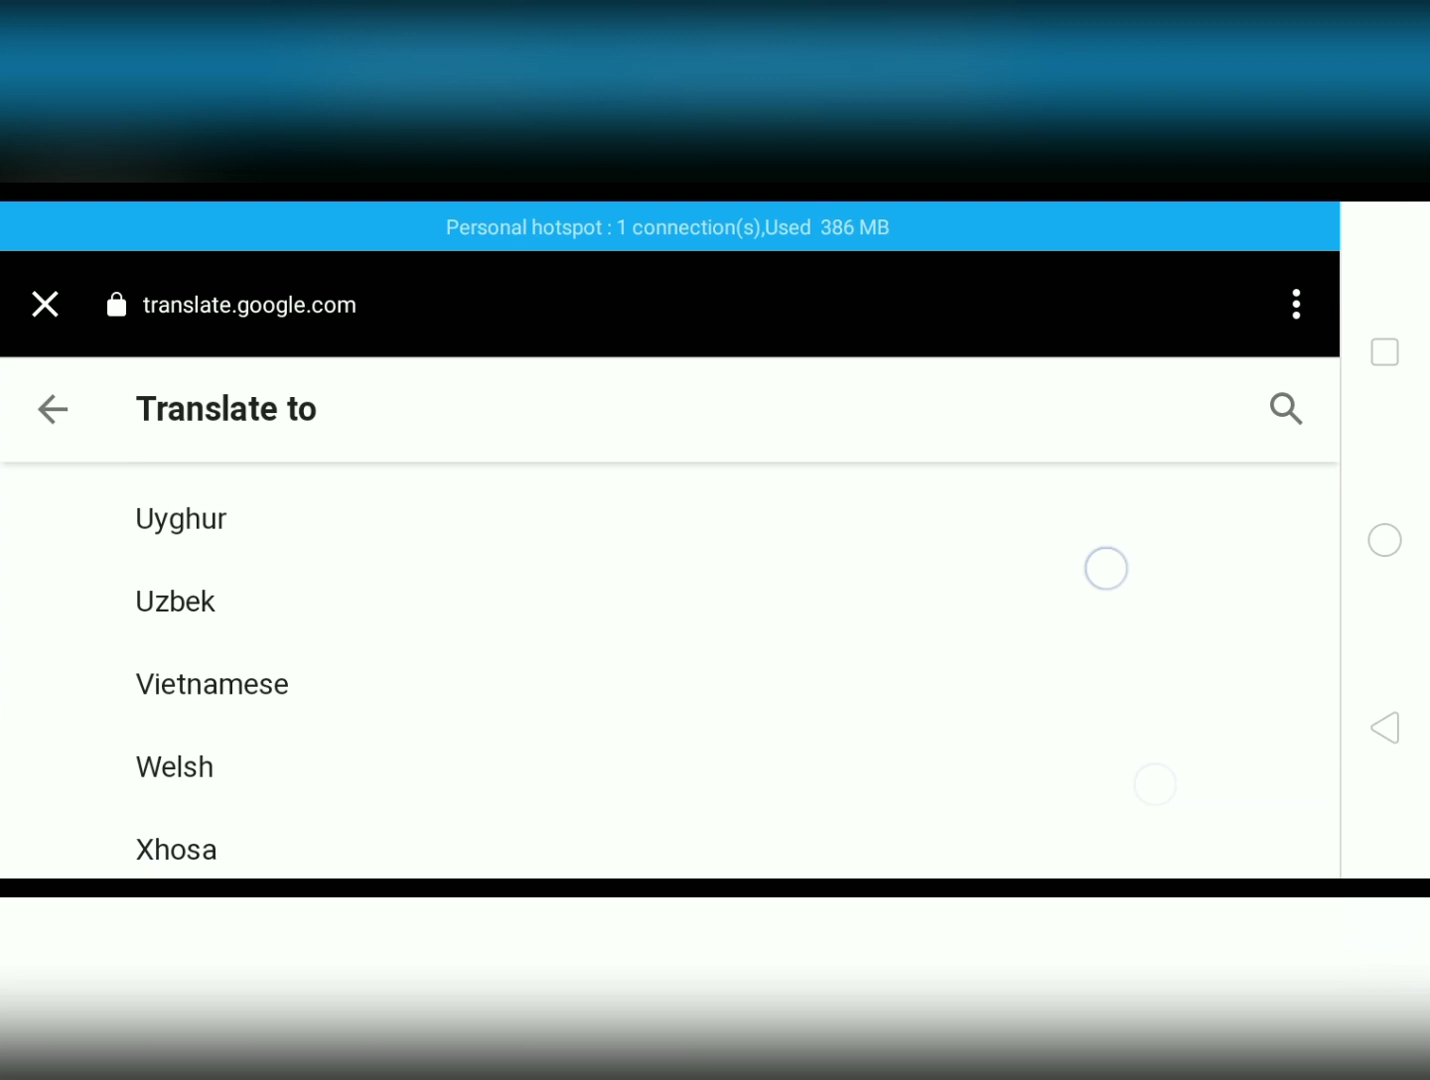 Personal hotspot : 1 connection(s),Used 386 MB
translate.google.com
Translate to
Uyghur
Uzbek
Vietnamese
Welsh
Xhosa